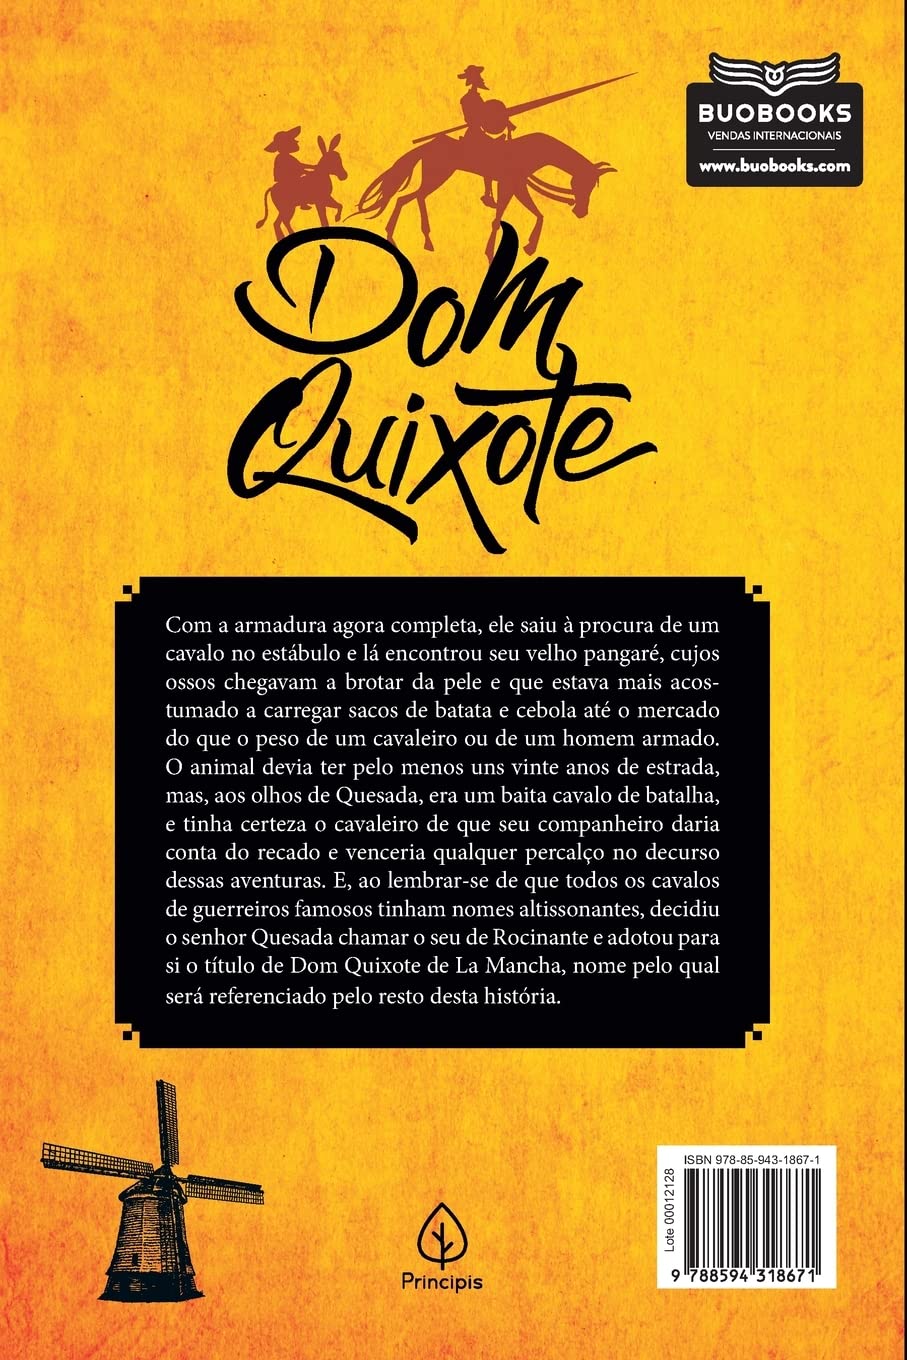 BUOBOOKS
VENDAS INTERNACIONAIS
www.buobooks.com
Dom
Quixote
Com a armadura agora completa, ele saiu à procura de um
cavalo no estábulo e lá encontrou seu velho pangaré, cujos
ossos chegavam a brotar da pele e que estava mais acos-
tumado a carregar sacos de batata e cebola até o mercado
do que o peso de um cavaleiro ou de um homem armado.
O animal devia ter pelo menos uns vinte anos de estrada,
mas, aos olhos de Quesada, era um baita cavalo de batalha,
e tinha certeza o cavaleiro de que seu companheiro daria
conta do recado e venceria qualquer percalço no decurso
dessas aventuras. E, ao lembrar-se de que todos os cavalos
de guerreiros famosos tinham nomes altissonantes, decidiu
o senhor Quesada chamar o seu de Rocinante e adotou para
si o título de Dom Quixote de La Mancha, nome pelo qual
será referenciado pelo resto desta história.
Principis
ISBN 978-85-943-1867-1
Lote 00012128
9 788594 318671